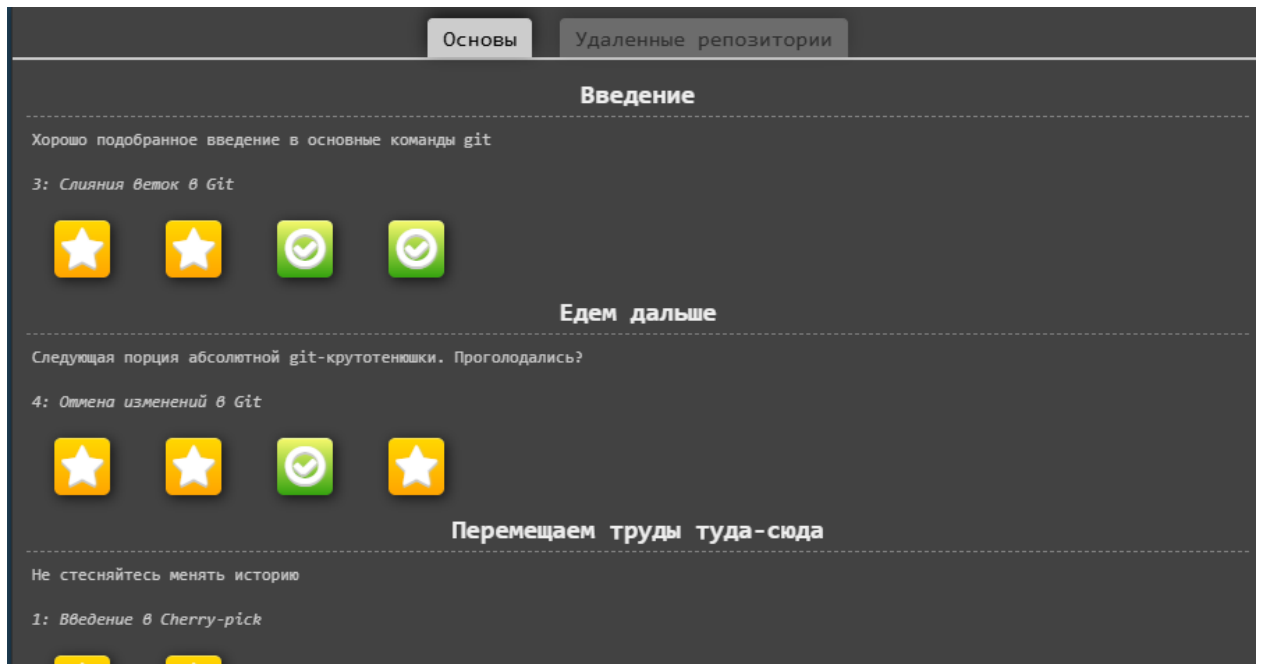 Основы Удаленные репозитории
Введение
Хорошо подобранное введение в основные команды git
3: Слияния веток в Git
Едем дальше
Следующая порция абсолютной git-крутотенюшки. Проголодались?
4: Отмена изменений в Git
Перемещаем труды туда-сюда
Не стесняйтесь менять историю
1: Введение в Cherry-pick